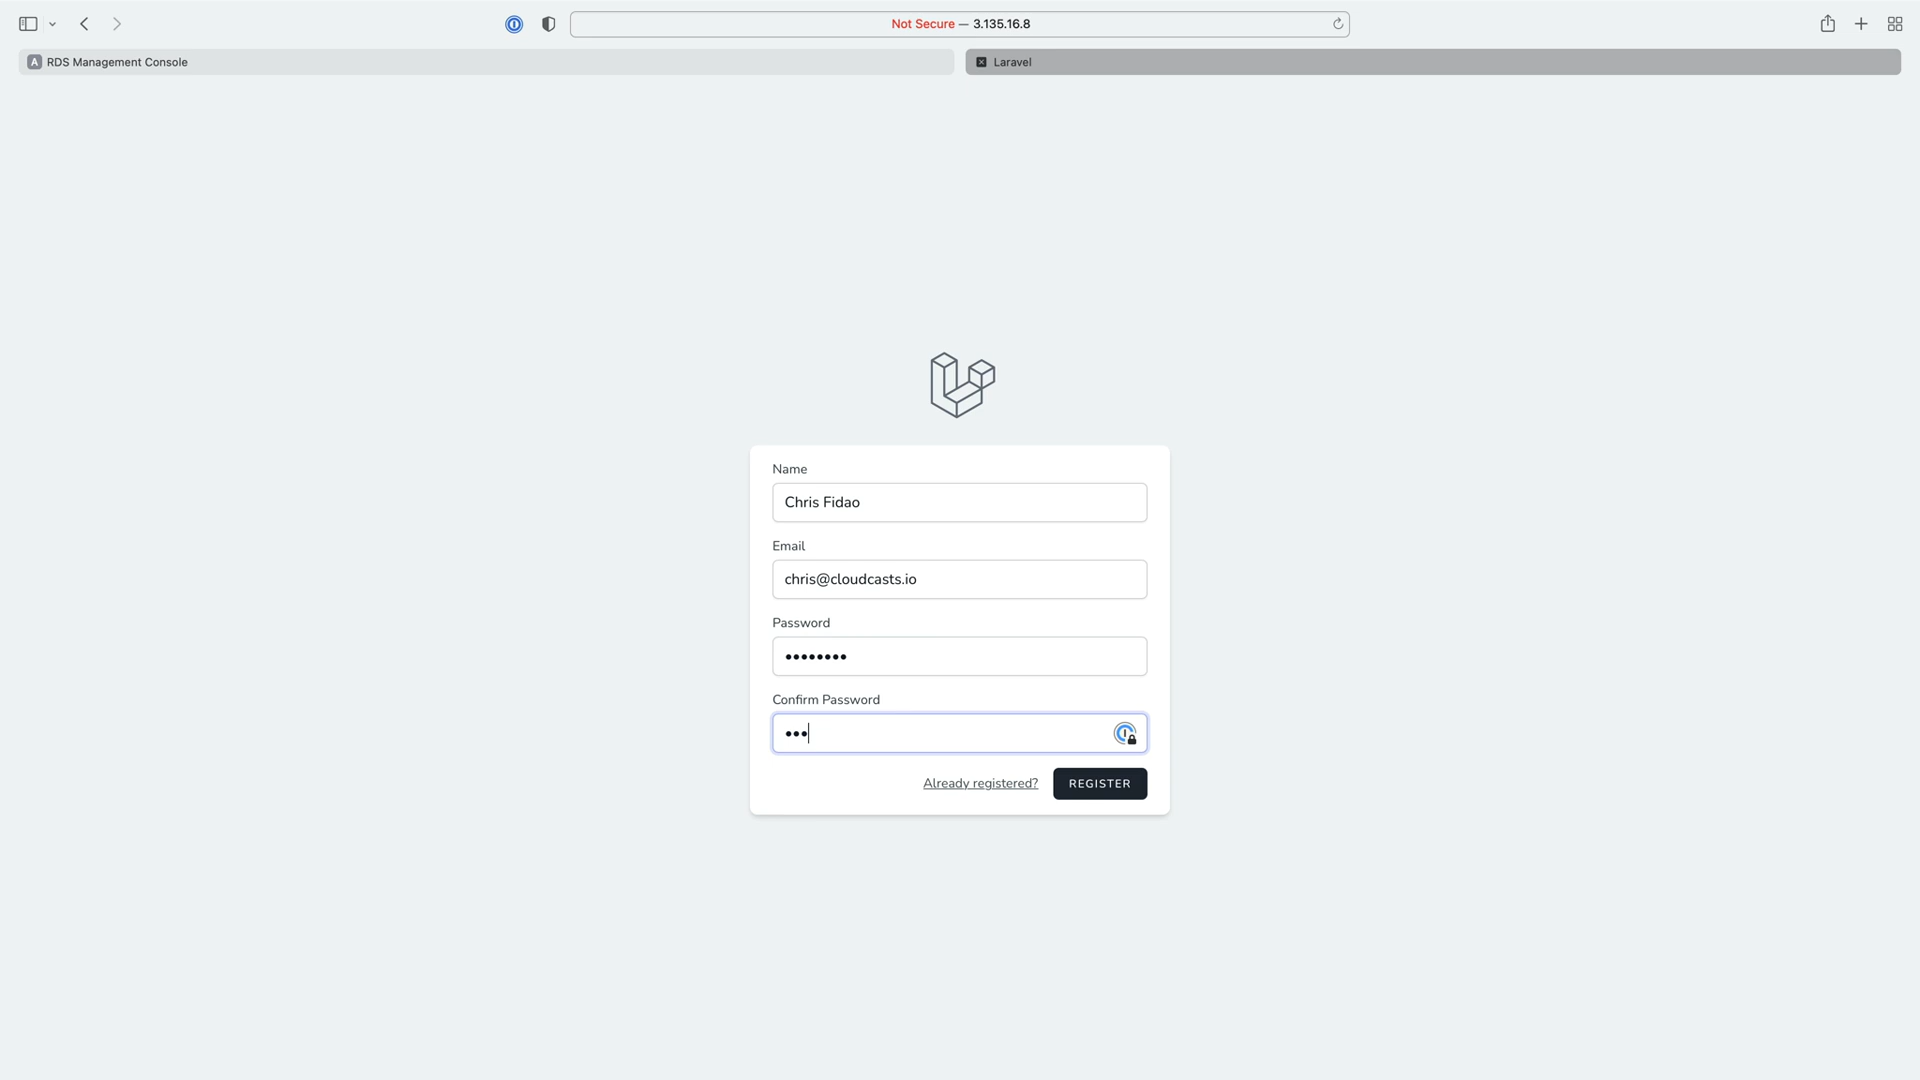 Not Secure — 3.135.16.8
A RDS Management Console
Laravel
Name
Chris Fidao
Email
chris@cloudcasts.io
Password
••••••••
Confirm Password
•••
Already registered?
REGISTER